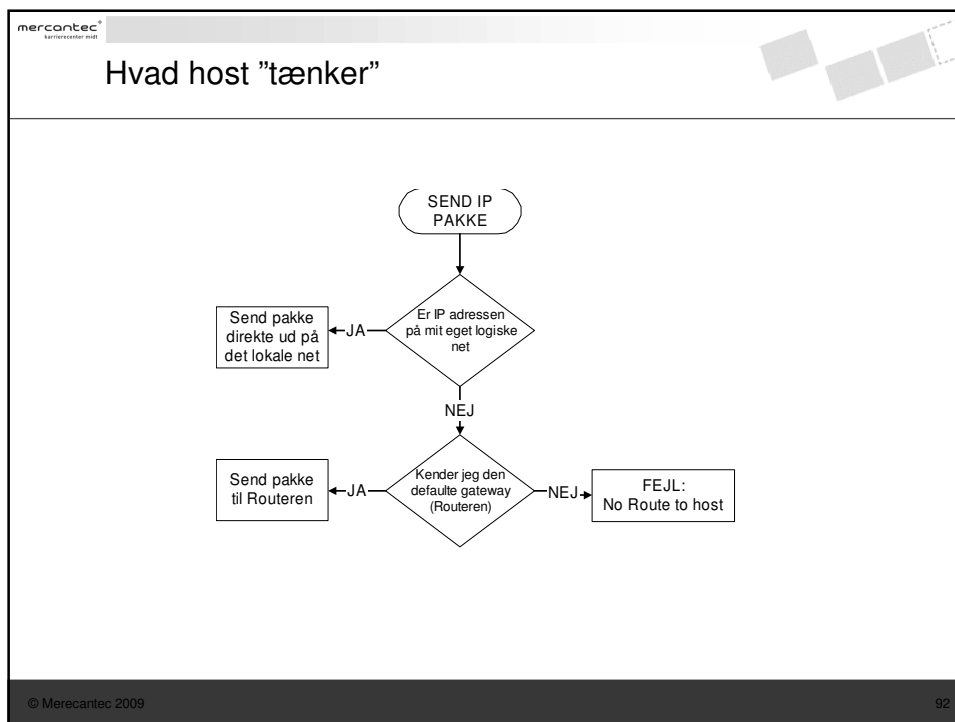 mercantec+
karrierecenter midt
Hvad host ”tænker”
SEND IP
PAKKE
Er IP adressen
på mit eget logiske
net
JA
Send pakke
direkte ud på
det lokale net
NEJ
Kender jeg den
defaulte gateway
(Routeren)
JA
Send pakke
til Routeren
NEJ
FEJL:
No Route to host
© Merecantec 2009
92